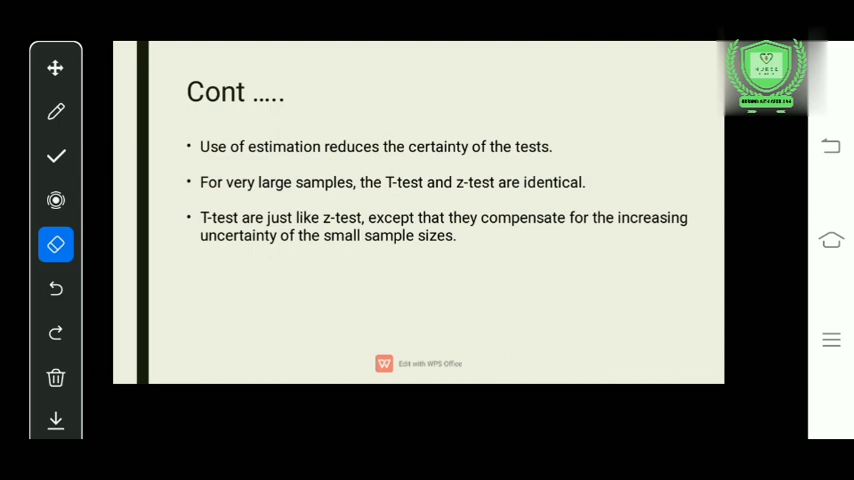 Cont .....
• Use of estimation reduces the certainty of the tests.
• For very large samples, the T-test and z-test are identical.
• T-test are just like z-test, except that they compensate for the increasing
uncertainty of the small sample sizes.
Edit with WPS Office